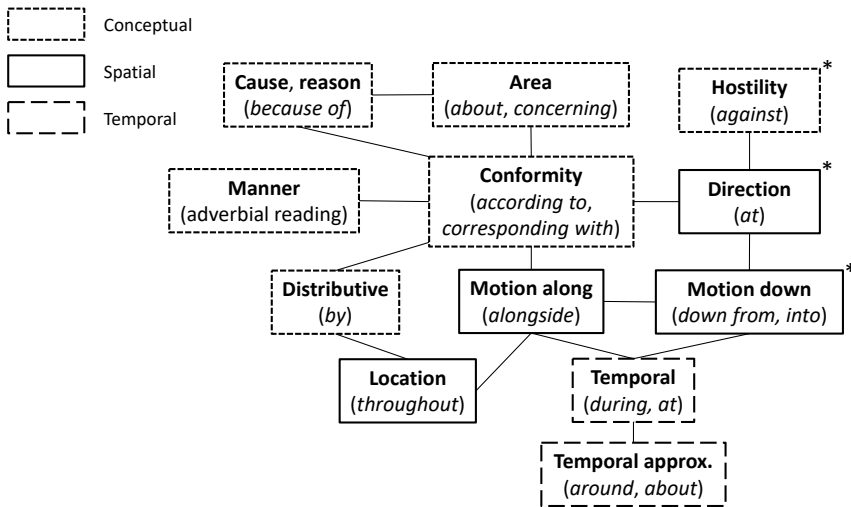 Conceptual
Spatial
Temporal
Cause, reason
(because of)
Area
(about, concerning)
*
Hostility
(against)
Manner
(adverbial reading)
Conformity
(according to,
corresponding with)
*
Direction
(at)
Distributive
(by)
Motion along
(alongside)
*
Motion down
(down from, into)
Location
(throughout)
Temporal
(during, at)
Temporal approx.
(around, about)